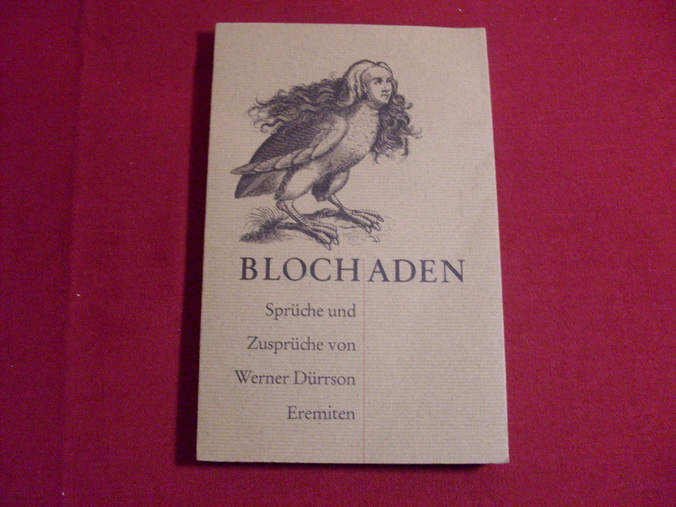 BLOCHADEN
Sprüche und
Zusprüche von
Werner Dürrson
Eremiten